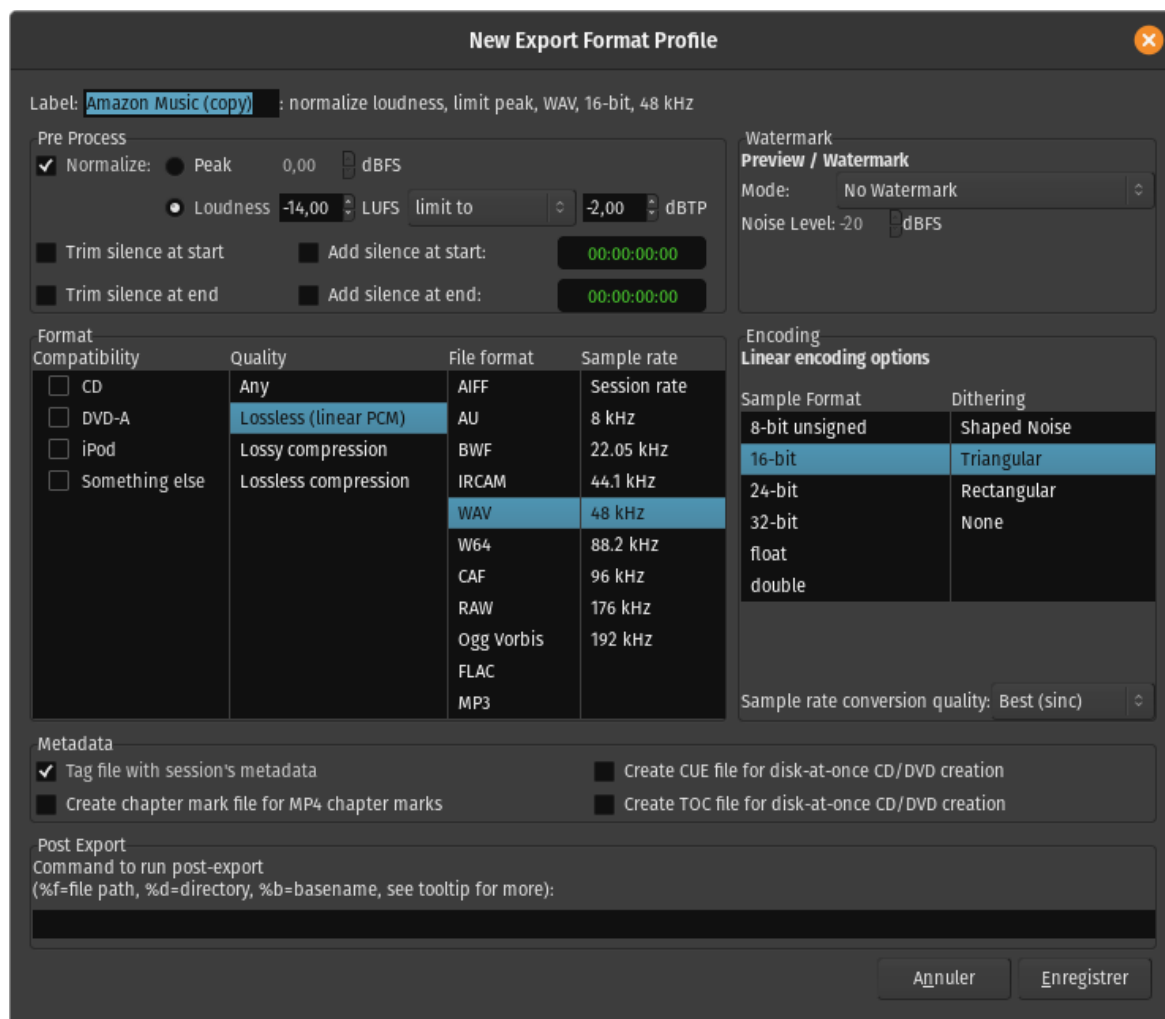 New Export Format Profile
Label: Amazon Music (copy) : normalize loudness, limit peak, WAV, 16-bit, 48 kHz
Pre Process
Normalize: Peak 0,00 dBFS
Loudness -14,00 LUFS limit to -2,00 dBTP
Trim silence at start Add silence at start: 00:00:00:00
Trim silence at end Add silence at end: 00:00:00:00
Watermark
Preview / Watermark
Mode: No Watermark
Noise Level: -20 dBFS
Format
Compatibility Quality File format Sample rate
CD Any AIFF Session rate
DVD-A Lossless (linear PCM) AU 8 kHz
iPod Lossy compression BWF 22.05 kHz
Something else Lossless compression IRCAM 44.1 kHz
WAV 48 kHz
W64 88.2 kHz
CAF 96 kHz
RAW 176 kHz
Ogg Vorbis 192 kHz
FLAC
MP3
Encoding
Linear encoding options
Sample Format Dithering
8-bit unsigned Shaped Noise
16-bit Triangular
24-bit Rectangular
32-bit None
float
double
Sample rate conversion quality: Best (sinc)
Metadata
Tag file with session's metadata Create CUE file for disk-at-once CD/DVD creation
Create chapter mark file for MP4 chapter marks Create TOC file for disk-at-once CD/DVD creation
Post Export
Command to run post-export
(%f=file path, %d=directory, %b=basename, see tooltip for more):
Annuler Enregistrer